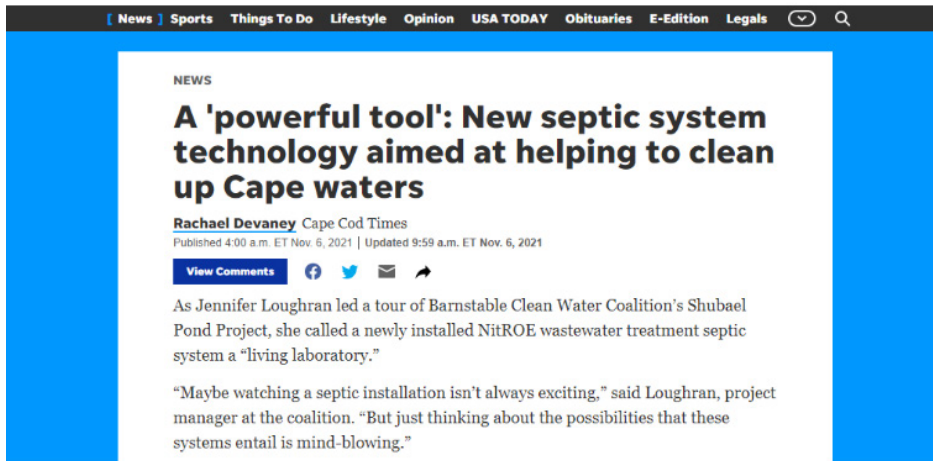 [ News ] Sports Things To Do Lifestyle Opinion USA TODAY Obituaries E-Edition Legals
NEWS
A 'powerful tool': New septic system
technology aimed at helping to clean
up Cape waters
Rachael Devaney Cape Cod Times
Published 4:00 a.m. ET Nov. 6, 2021 | Updated 9:59 a.m. ET Nov. 6, 2021
View Comments
As Jennifer Loughran led a tour of Barnstable Clean Water Coalition’s Shubael
Pond Project, she called a newly installed NitROE wastewater treatment septic
system a “living laboratory.”
“Maybe watching a septic installation isn’t always exciting,” said Loughran, project
manager at the coalition. “But just thinking about the possibilities that these
systems entail is mind-blowing.”